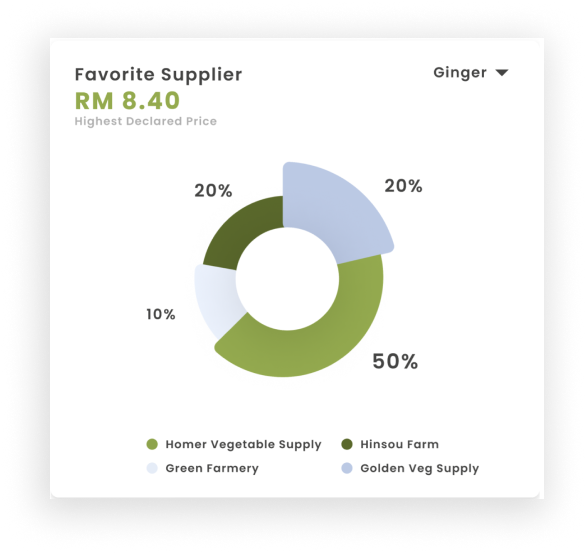 Favorite Supplier
Ginger
RM 8.40
Highest Declared Price
20%
20%
10%
50%
Homer Vegetable Supply
Hinsou Farm
Green Farmery
Golden Veg Supply